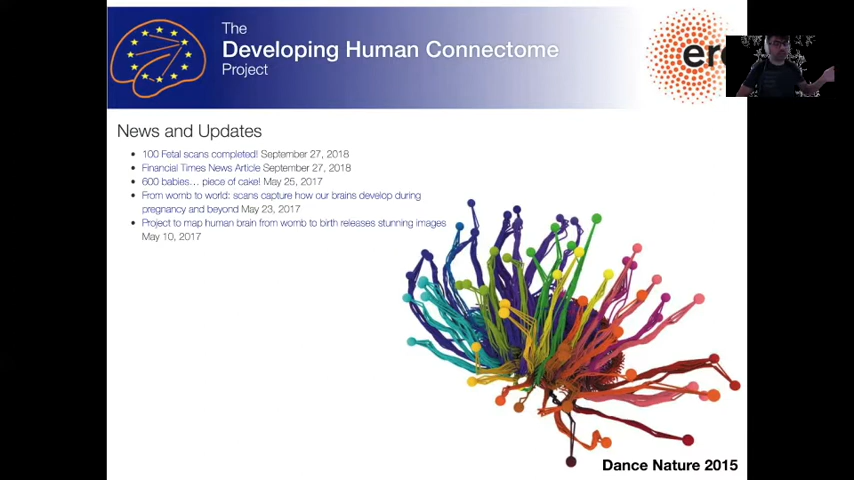 The
Developing Human Connectome
Project
News and Updates
100 Fetal scans completed! September 27, 2018
Financial Times News Article September 27, 2018
600 babies… piece of cake! May 25, 2017
From womb to world: scans capture how our brains develop during
pregnancy and beyond May 23, 2017
Project to map human brain from womb to birth releases stunning images
May 10, 2017
Dance Nature 2015